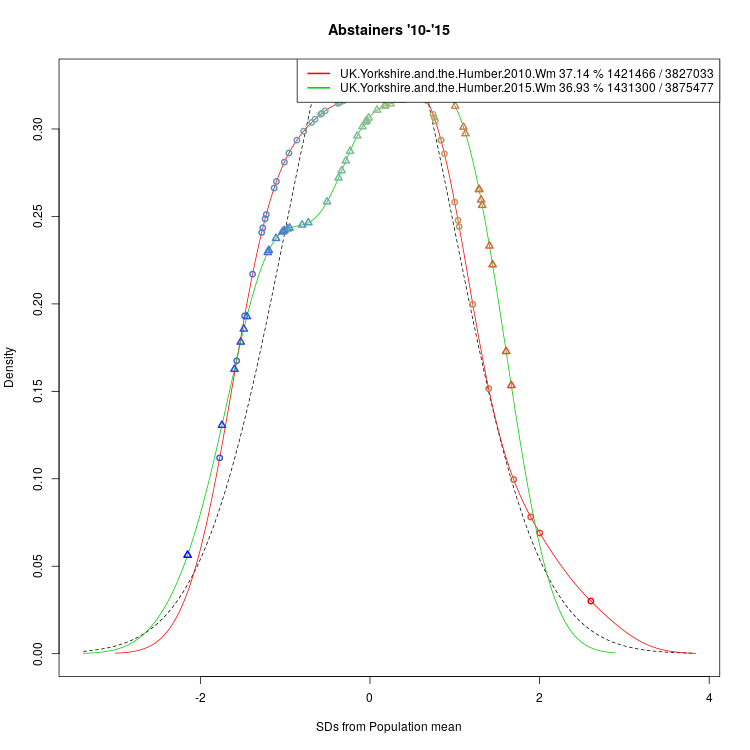 Abstainers '10-'15
UK.Yorkshire.and.the.Humber.2010.Wm 37.14 % 1421466 / 3827033
UK.Yorkshire.and.the.Humber.2015.Wm 36.93 % 1431300 / 3875477
Density
0.30
0.25
0.20
0.15
0.10
0.05
0.00
-2
0
2
4
SDs from Population mean